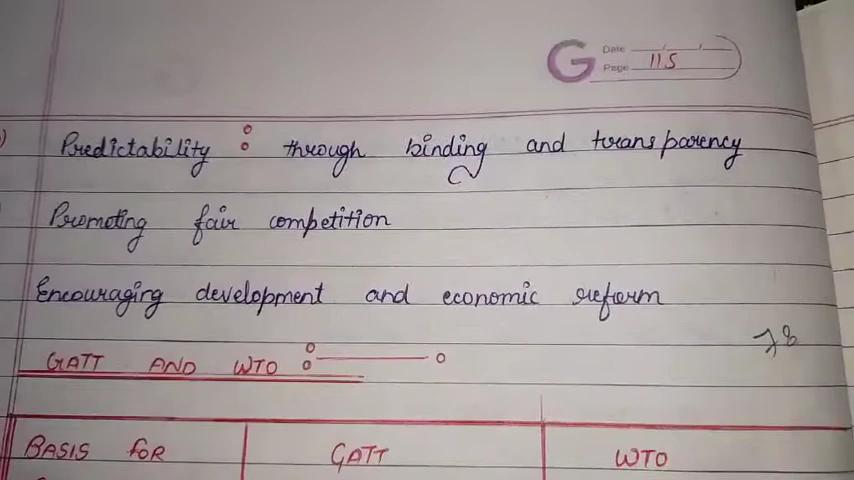 G Date
Page 115
) Predictability : through binding and transparency
Promoting fair competition
Encouraging development and economic reform
GATT AND WTO :—
BASIS FOR GATT WTO